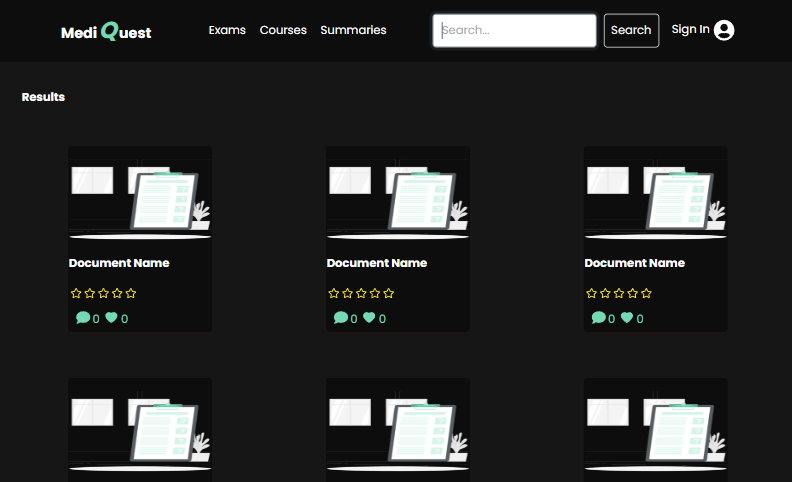 Medi Quest Exams Courses Summaries Search... Search Sign In
Results
Document Name Document Name Document Name
0 0 0 0 0 0